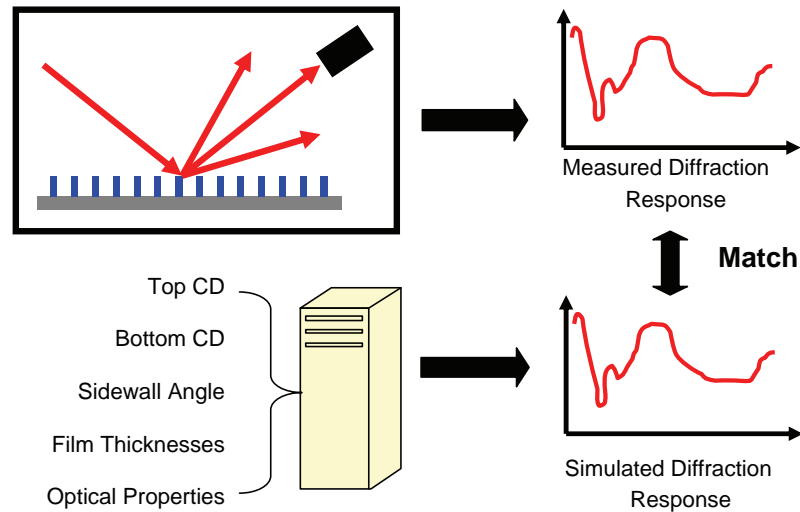 Measured Diffraction
Response
Match
Top CD
Bottom CD
Sidewall Angle
Film Thicknesses
Optical Properties
Simulated Diffraction
Response